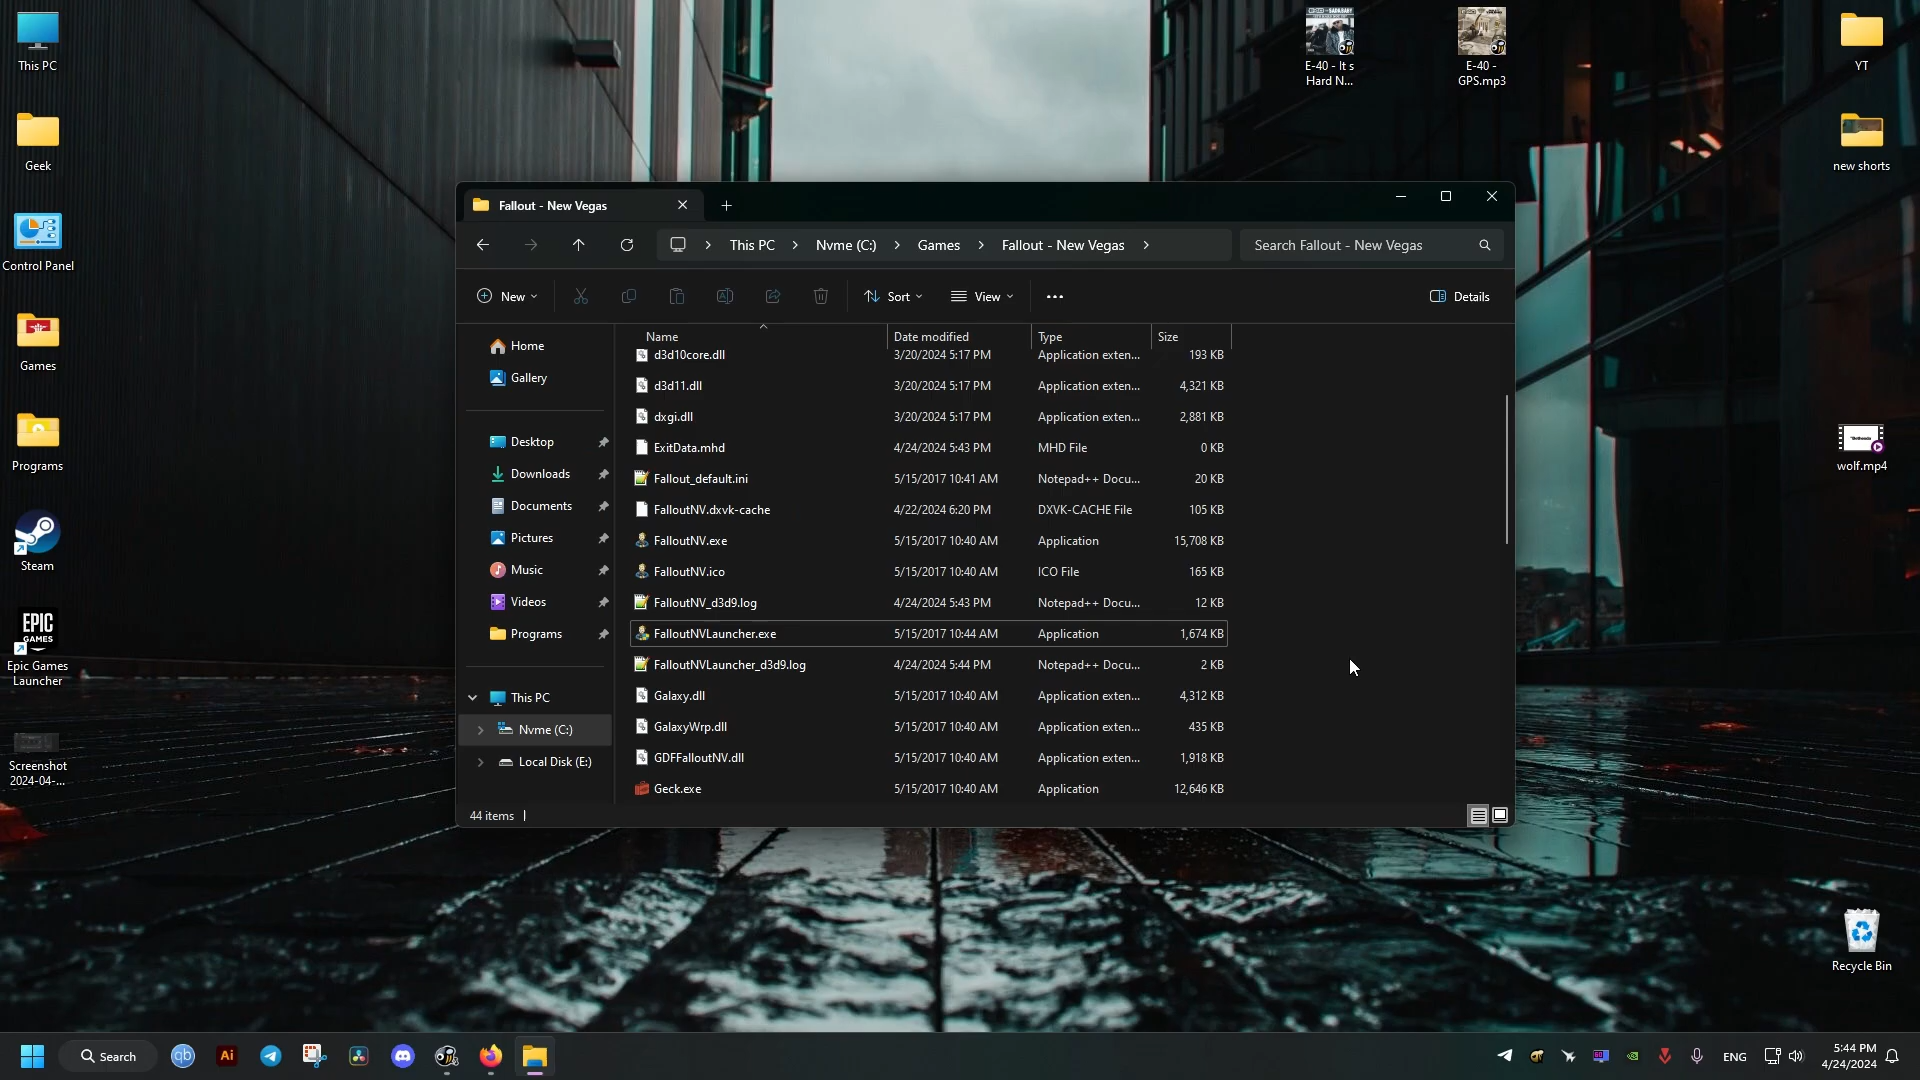 This PC
Geek
Control Panel
Games
Programs
Steam
EPIC
GAMES
Epic Games
Launcher
Screenshot
2024-04-...
E-40 - It s
Hard N...
E-40 -
GPS.mp3
YT
new shorts
wolf.mp4
Recycle Bin
Fallout - New Vegas
This PC > Nvme (C:) > Games > Fallout - New Vegas >
Search Fallout - New Vegas
New
Sort
View
Details
Home
Gallery
Desktop
Downloads
Documents
Pictures
Music
Videos
Programs
This PC
Nvme (C:)
Local Disk (E:)
Name Date modified Type Size
d3d10core.dll 3/20/2024 5:17 PM Application exten... 193 KB
d3d11.dll 3/20/2024 5:17 PM Application exten... 4,321 KB
dxgi.dll 3/20/2024 5:17 PM Application exten... 2,881 KB
ExitData.mhd 4/24/2024 5:43 PM MHD File 0 KB
Fallout_default.ini 5/15/2017 10:41 AM Notepad++ Docu... 20 KB
FalloutNV.dxvk-cache 4/22/2024 6:20 PM DXVK-CACHE File 105 KB
FalloutNV.exe 5/15/2017 10:40 AM Application 15,708 KB
FalloutNV.ico 5/15/2017 10:40 AM ICO File 165 KB
FalloutNV_d3d9.log 4/24/2024 5:43 PM Notepad++ Docu... 12 KB
FalloutNVLauncher.exe 5/15/2017 10:44 AM Application 1,674 KB
FalloutNVLauncher_d3d9.log 4/24/2024 5:44 PM Notepad++ Docu... 2 KB
Galaxy.dll 5/15/2017 10:40 AM Application exten... 4,312 KB
GalaxyWrp.dll 5/15/2017 10:40 AM Application exten... 435 KB
GDFFalloutNV.dll 5/15/2017 10:40 AM Application exten... 1,918 KB
Geck.exe 5/15/2017 10:40 AM Application 12,646 KB
44 items
Search
qb
Ai
ENG
5:44 PM
4/24/2024